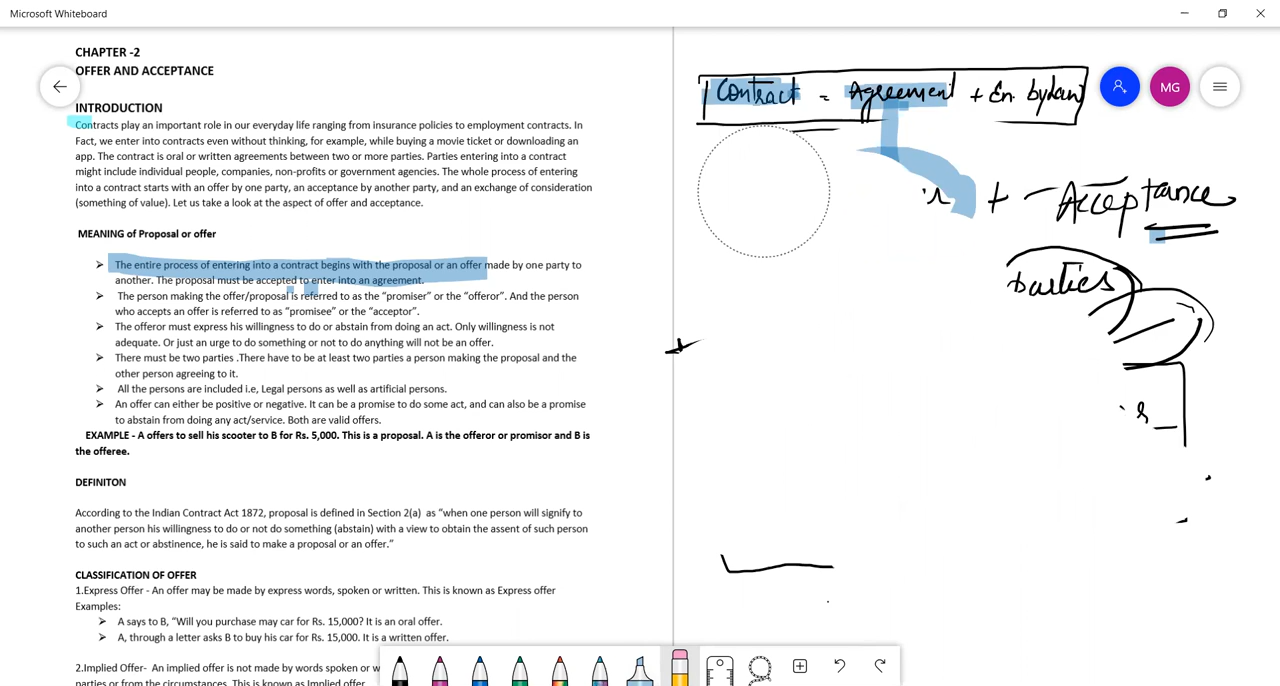 Microsoft Whiteboard
CHAPTER -2
OFFER AND ACCEPTANCE
INTRODUCTION
Contracts play an important role in our everyday life ranging from insurance policies to employment contracts. In
Fact, we enter into contracts even without thinking, for example, while buying a movie ticket or downloading an
app. The contract is oral or written agreements between two or more parties. Parties entering into a contract
might include individual people, companies, non-profits or government agencies. The whole process of entering
into a contract starts with an offer by one party, an acceptance by another party, and an exchange of consideration
(something of value). Let us take a look at the aspect of offer and acceptance.
MEANING of Proposal or offer
➢ The entire process of entering into a contract begins with the proposal or an offer made by one party to
another. The proposal must be accepted to enter into an agreement.
➢ The person making the offer/proposal is referred to as the “promiser” or the “offeror”. And the person
who accepts an offer is referred to as “promisee” or the “acceptor”.
➢ The offeror must express his willingness to do or abstain from doing an act. Only willingness is not
adequate. Or just an urge to do something or not to do anything will not be an offer.
➢ There must be two parties .There have to be at least two parties a person making the proposal and the
other person agreeing to it.
➢ All the persons are included i.e, Legal persons as well as artificial persons.
➢ An offer can either be positive or negative. It can be a promise to do some act, and can also be a promise
to abstain from doing any act/service. Both are valid offers.
EXAMPLE - A offers to sell his scooter to B for Rs. 5,000. This is a proposal. A is the offeror or promisor and B is
the offeree.
DEFINITON
According to the Indian Contract Act 1872, proposal is defined in Section 2(a) as “when one person will signify to
another person his willingness to do or not do something (abstain) with a view to obtain the assent of such person
to such an act or abstinence, he is said to make a proposal or an offer.”
CLASSIFICATION OF OFFER
1.Express Offer - An offer may be made by express words, spoken or written. This is known as Express offer
Examples:
➢ A says to B, “Will you purchase may car for Rs. 15,000? It is an oral offer.
➢ A, through a letter asks B to buy his car for Rs. 15,000. It is a written offer.
2.Implied Offer- An implied offer is not made by words spoken or w
parties or from the circumstances. This is known as Implied offer
Contract = Agreement + En. by law
+ Acceptance
parties
MG